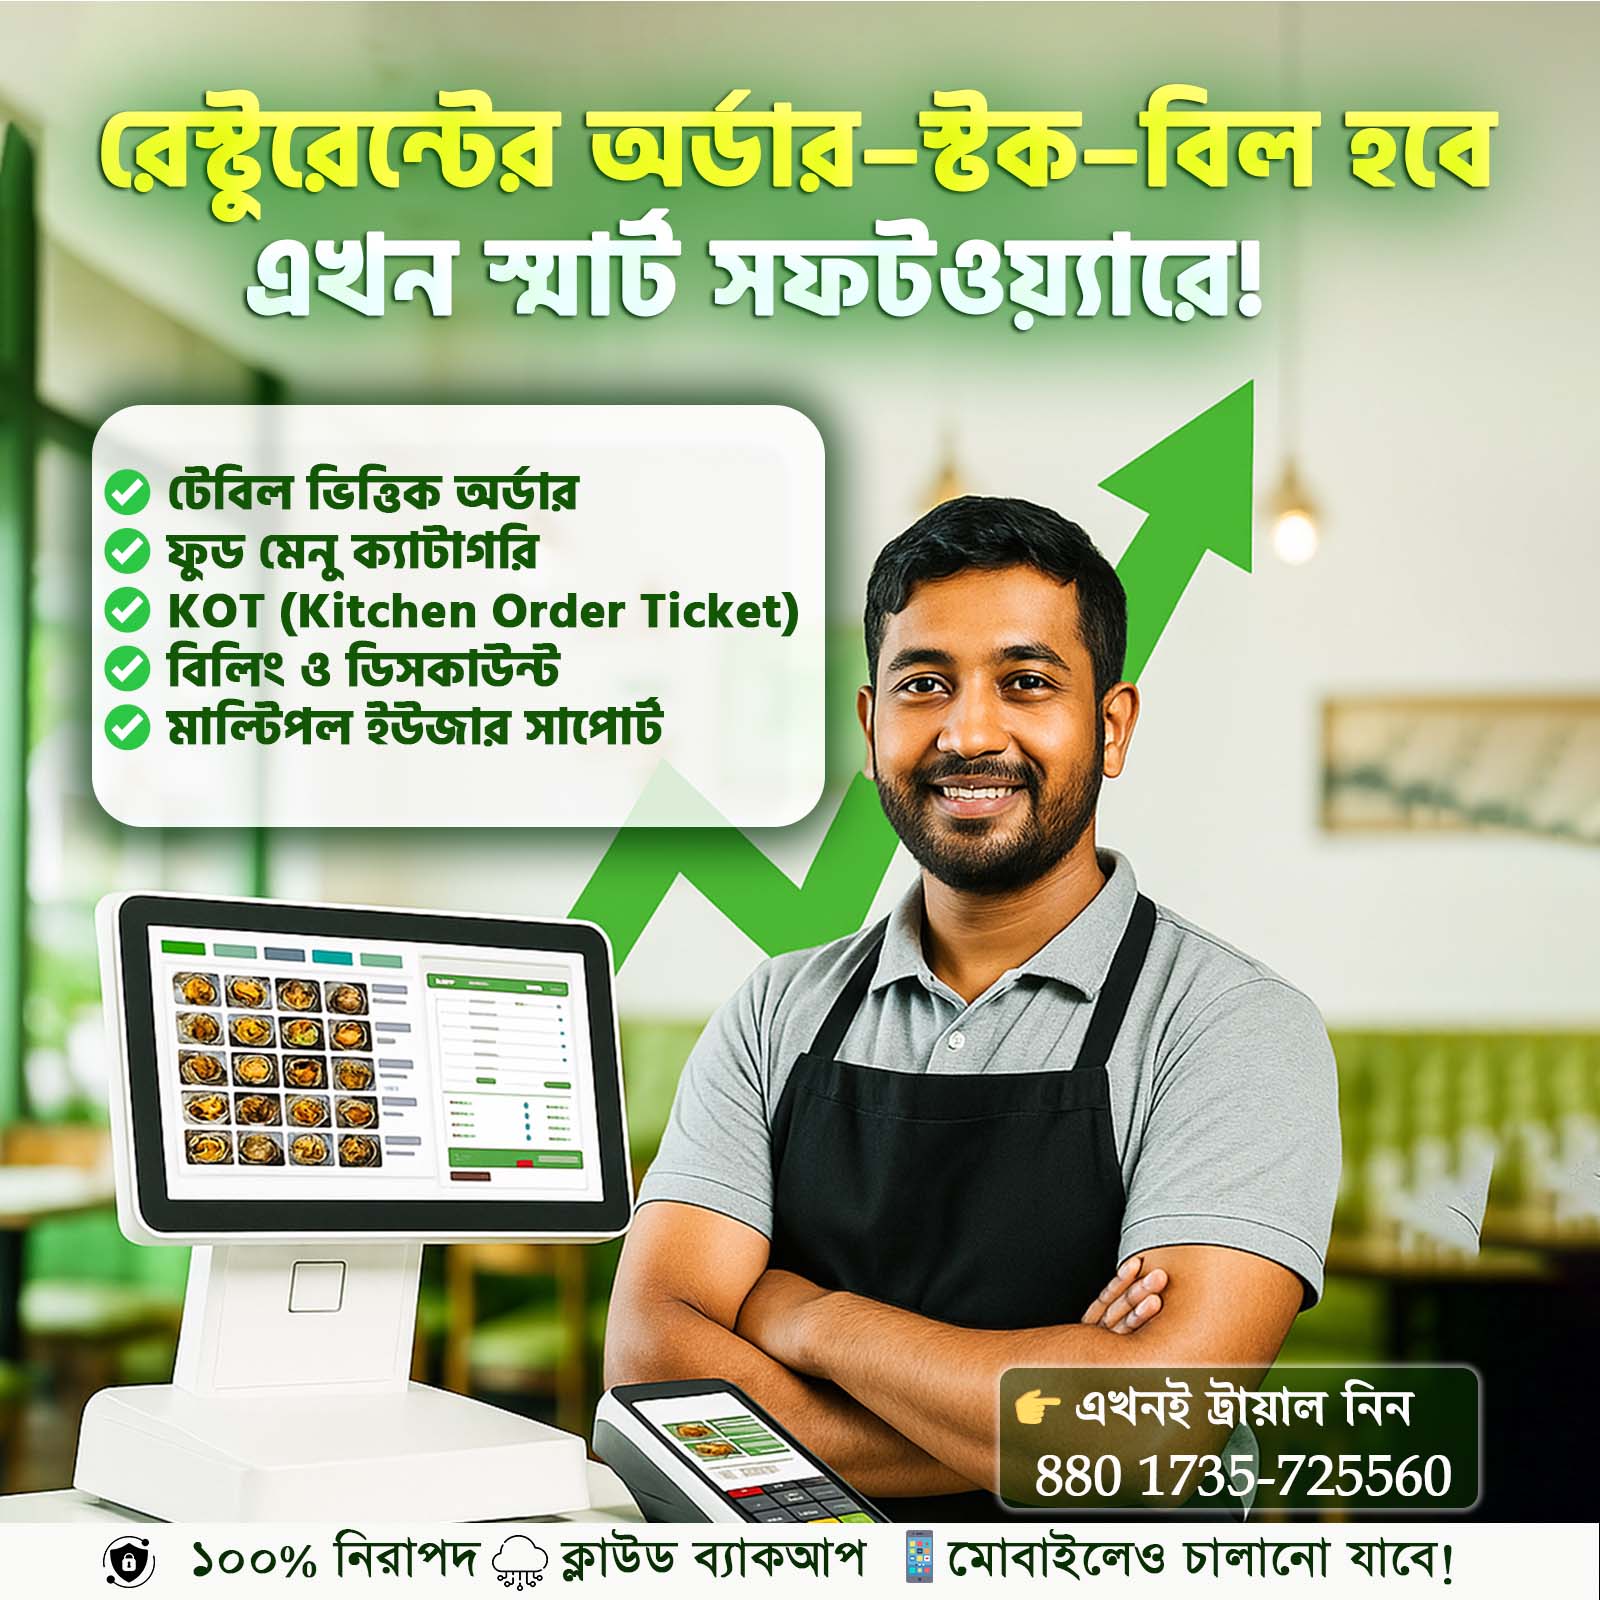 রেস্টুরেন্টের অর্ডার–স্টক–বিল হবে
এখন স্মার্ট সফটওয়্যারে!
টেবিল ভিত্তিক অর্ডার
ফুড মেনু ক্যাটাগরি
KOT (Kitchen Order Ticket)
বিলিং ও ডিসকাউন্ট
মাল্টিপল ইউজার সাপোর্ট
👉 এখনই ট্রায়াল নিন
880 1735-725560
১০০% নিরাপদ ক্লাউড ব্যাকআপ মোবাইলেও চালানো যাবে!